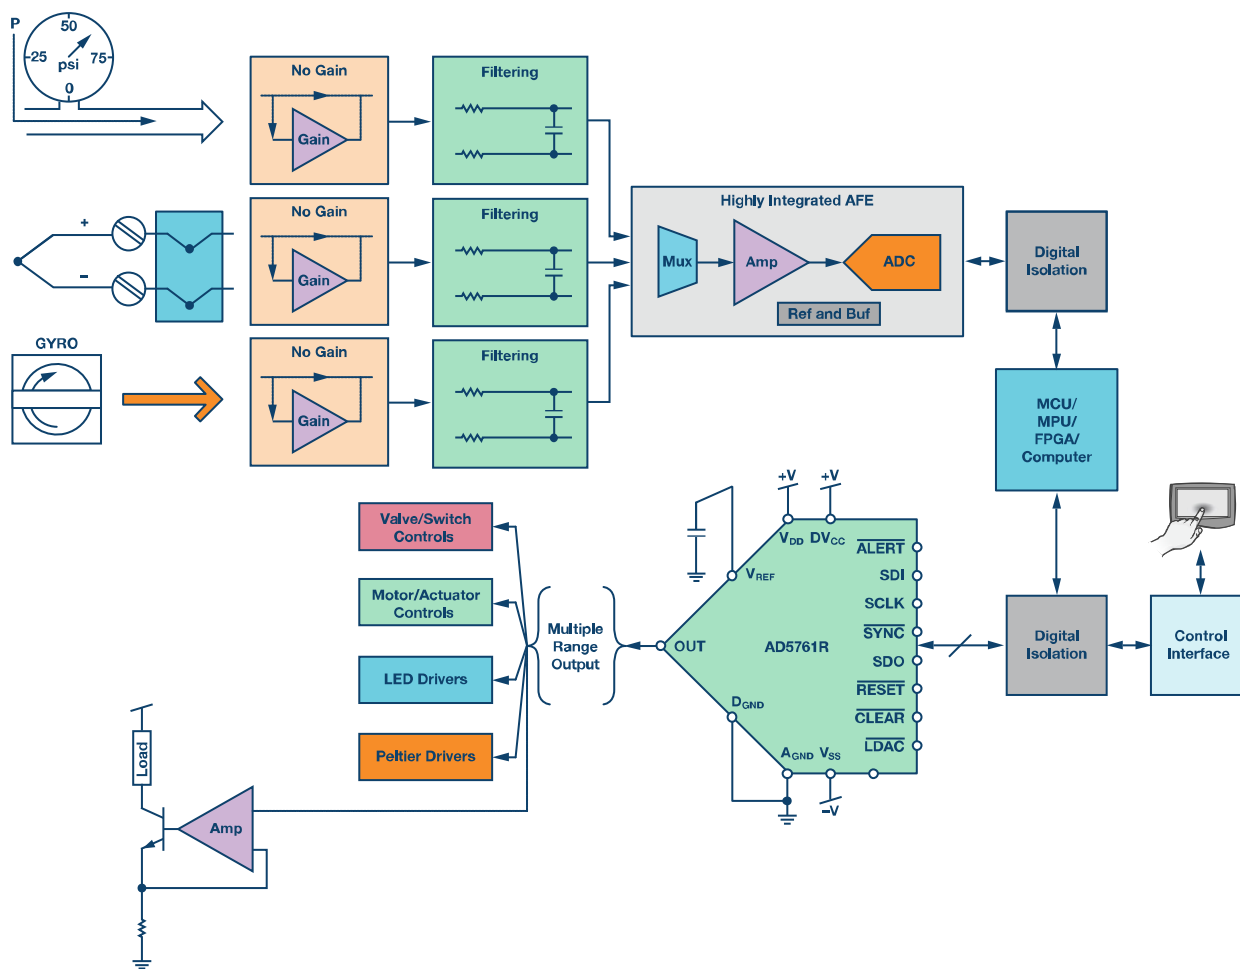 P
50
25
75
psi
0
No Gain
Gain
Filtering
+
−
No Gain
Gain
Filtering
GYRO
No Gain
Gain
Filtering
Highly Integrated AFE
Mux
Amp
ADC
Ref and Buf
Digital
Isolation
MCU/
MPU/
FPGA/
Computer
Digital
Isolation
Control
Interface
+V
+V
VDD
DVCC
VREF
ALERT
SDI
SCLK
SYNC
SDO
RESET
CLEAR
LDAC
AD5761R
OUT
DGND
AGND
VSS
−V
Multiple
Range
Output
Valve/Switch
Controls
Motor/Actuator
Controls
LED Drivers
Peltier Drivers
Load
Amp